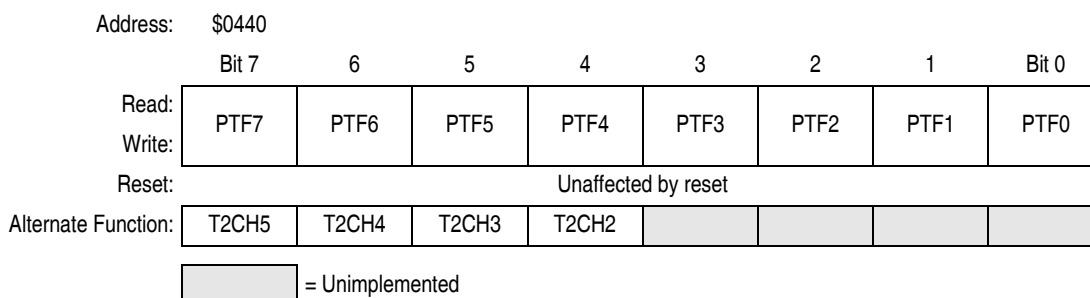 Address: $0440
Bit 7 6 5 4 3 2 1 Bit 0
Read:
PTF7 PTF6 PTF5 PTF4 PTF3 PTF2 PTF1 PTF0
Write:
Reset: Unaffected by reset
Alternate Function: T2CH5 T2CH4 T2CH3 T2CH2
= Unimplemented